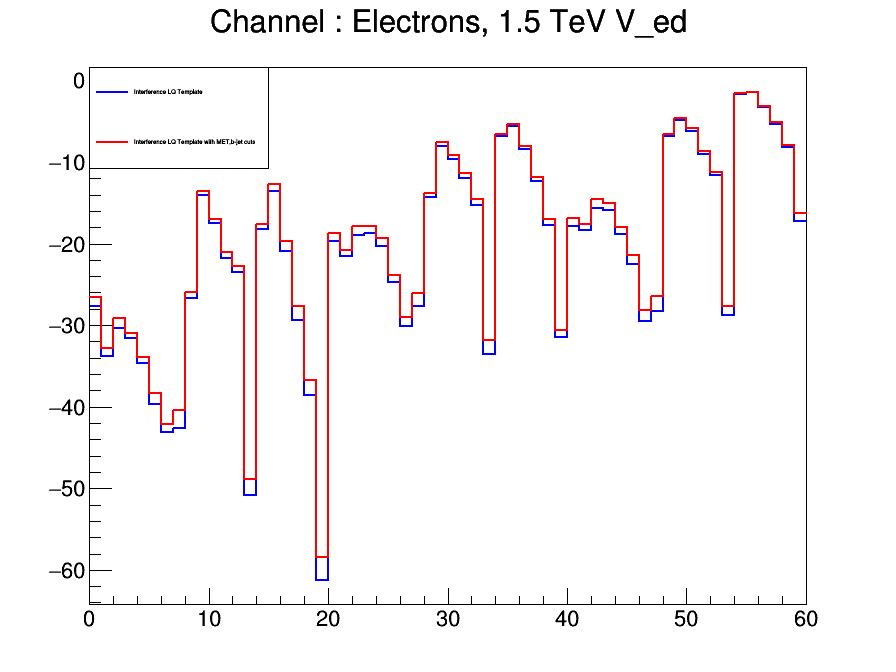 Channel : Electrons, 1.5 TeV V_ed
Interference LQ Template
Interference LQ Template with MET,b-jet cuts
0
−10
−20
−30
−40
−50
−60
0 10 20 30 40 50 60